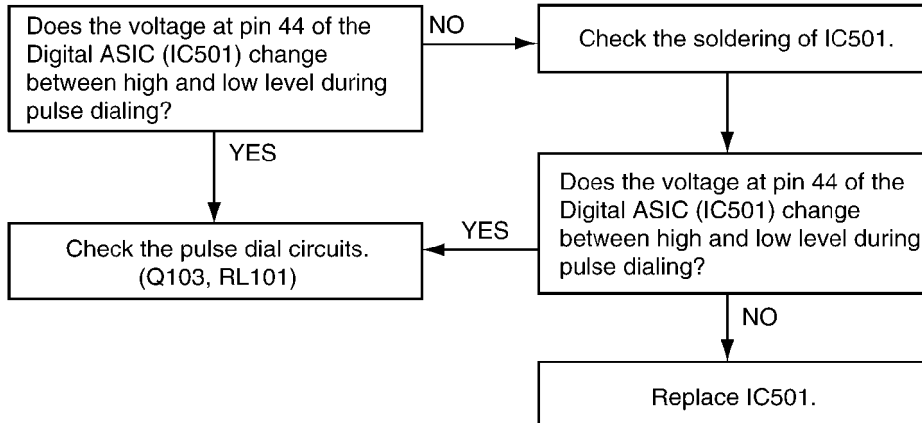 Does the voltage at pin 44 of the
Digital ASIC (IC501) change
between high and low level during
pulse dialing?
NO
Check the soldering of IC501.
YES
Does the voltage at pin 44 of the
Digital ASIC (IC501) change
between high and low level during
pulse dialing?
YES
Check the pulse dial circuits.
(Q103, RL101)
NO
Replace IC501.